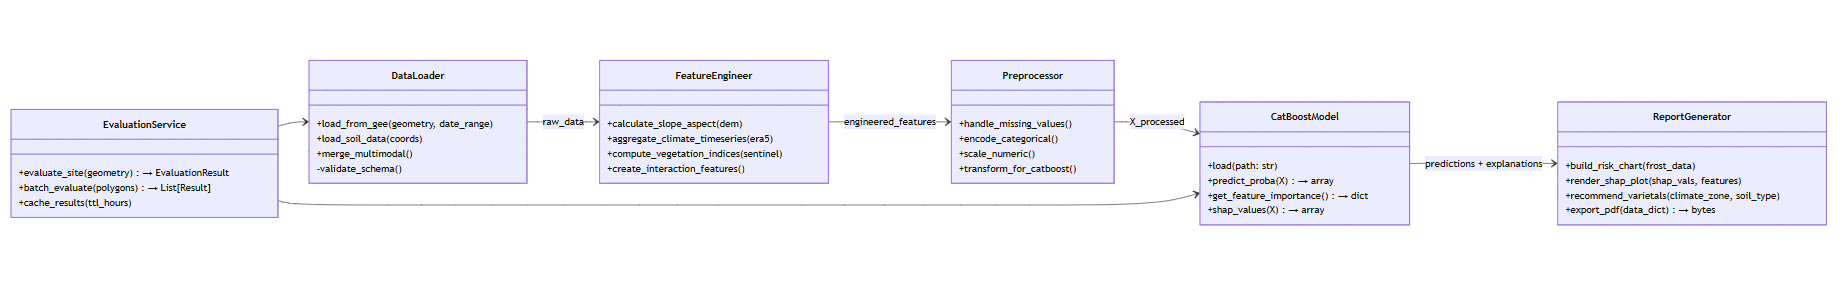 EvaluationService
+evaluate_site(geometry) : → EvaluationResult
+batch_evaluate(polygons) : → List[Result]
+cache_results(ttl_hours)
DataLoader
+load_from_gee(geometry, date_range)
+load_soil_data(coords)
+merge_multimodal()
-validate_schema()
raw_data
FeatureEngineer
+calculate_slope_aspect(dem)
+aggregate_climate_timeseries(era5)
+compute_vegetation_indices(sentinel)
+create_interaction_features()
engineered_features
Preprocessor
+handle_missing_values()
+encode_categorical()
+scale_numeric()
+transform_for_catboost()
X_processed
CatBoostModel
+load(path: str)
+predict_proba(X) : → array
+get_feature_importance() : → dict
+shap_values(X) : → array
predictions + explanations
ReportGenerator
+build_risk_chart(frost_data)
+render_shap_plot(shap_vals, features)
+recommend_varietals(climate_zone, soil_type)
+export_pdf(data_dict) : → bytes